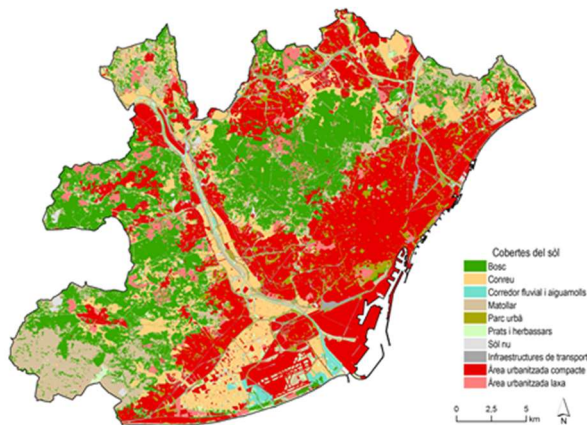 Cobertes del sòl
Bosc
Conreu
Corredor fluvial i aiguamolls
Matollar
Parc urbà
Prats i herbassars
Sòl nu
Infraestructures de transport
Àrea urbanitzada compacte
Àrea urbanitzada laxa
0 2,5 5
km
N